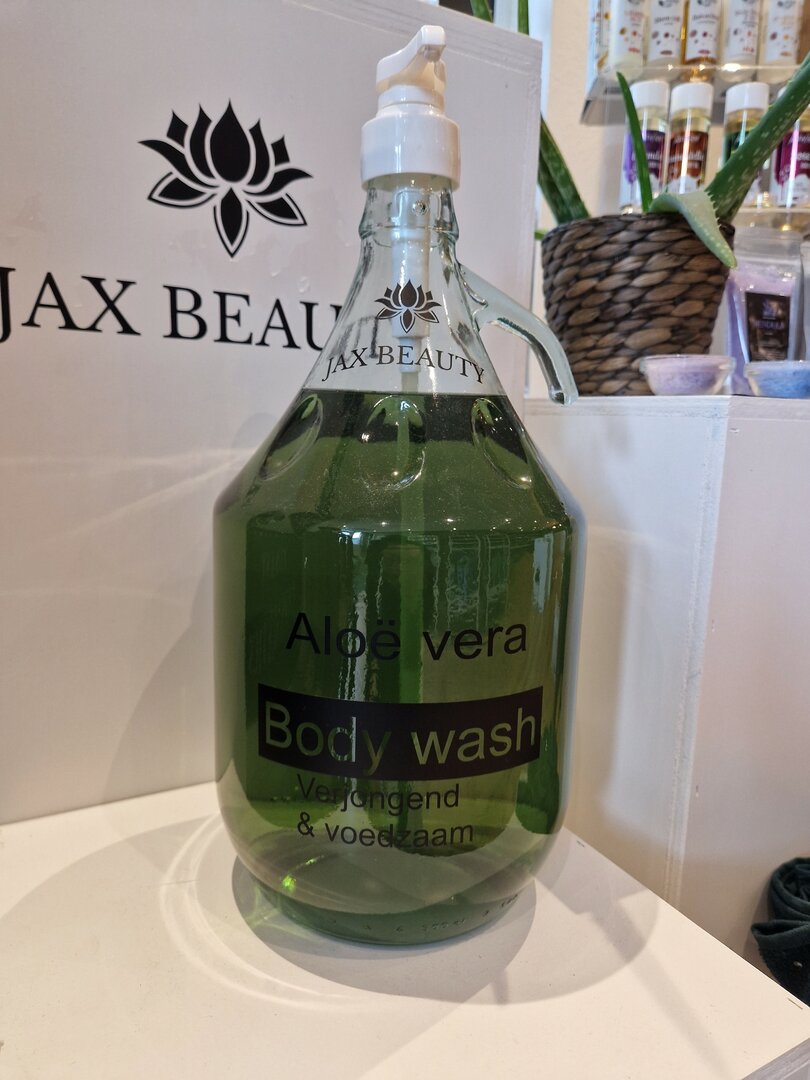 JAX BEAU
JAX BEAUTY
Aloë vera
Body wash
Verjongend
& voedzaam